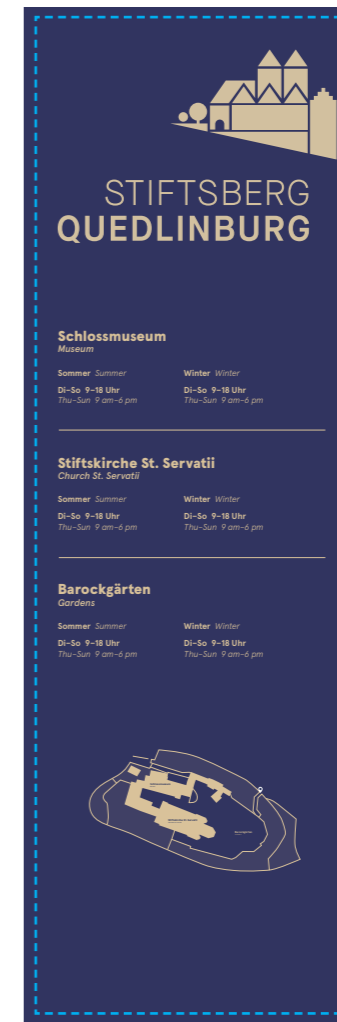 STIFTSBERG
QUEDLINBURG
Schlossmuseum
Museum
Sommer Summer
Winter Winter
Di–So 9–18 Uhr
Di–So 9–18 Uhr
Thu–Sun 9 am–6 pm
Thu–Sun 9 am–6 pm
Stiftskirche St. Servatii
Church St. Servatii
Sommer Summer
Winter Winter
Di–So 9–18 Uhr
Di–So 9–18 Uhr
Thu–Sun 9 am–6 pm
Thu–Sun 9 am–6 pm
Barockgärten
Gardens
Sommer Summer
Winter Winter
Di–So 9–18 Uhr
Di–So 9–18 Uhr
Thu–Sun 9 am–6 pm
Thu–Sun 9 am–6 pm